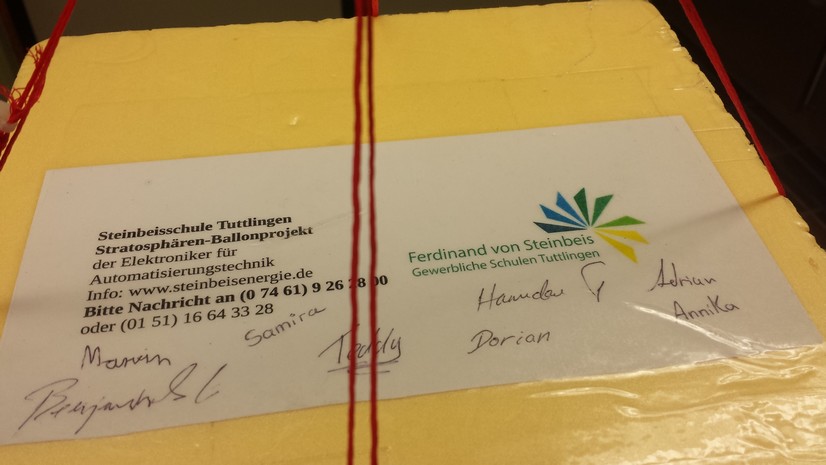 Steinbeisschule Tuttlingen
Stratosphären-Ballonprojekt
der Elektroniker für
Automatisierungstechnik
Info: www.steinbeisenergie.de
Bitte Nachricht an (0 74 61) 9 26 00
oder (01 51) 16 64 33 28
Ferdinand von Steinbeis
Gewerbliche Schulen Tuttlingen
Marvin
Samira
Teddy
Dorian
Adrian
Annika